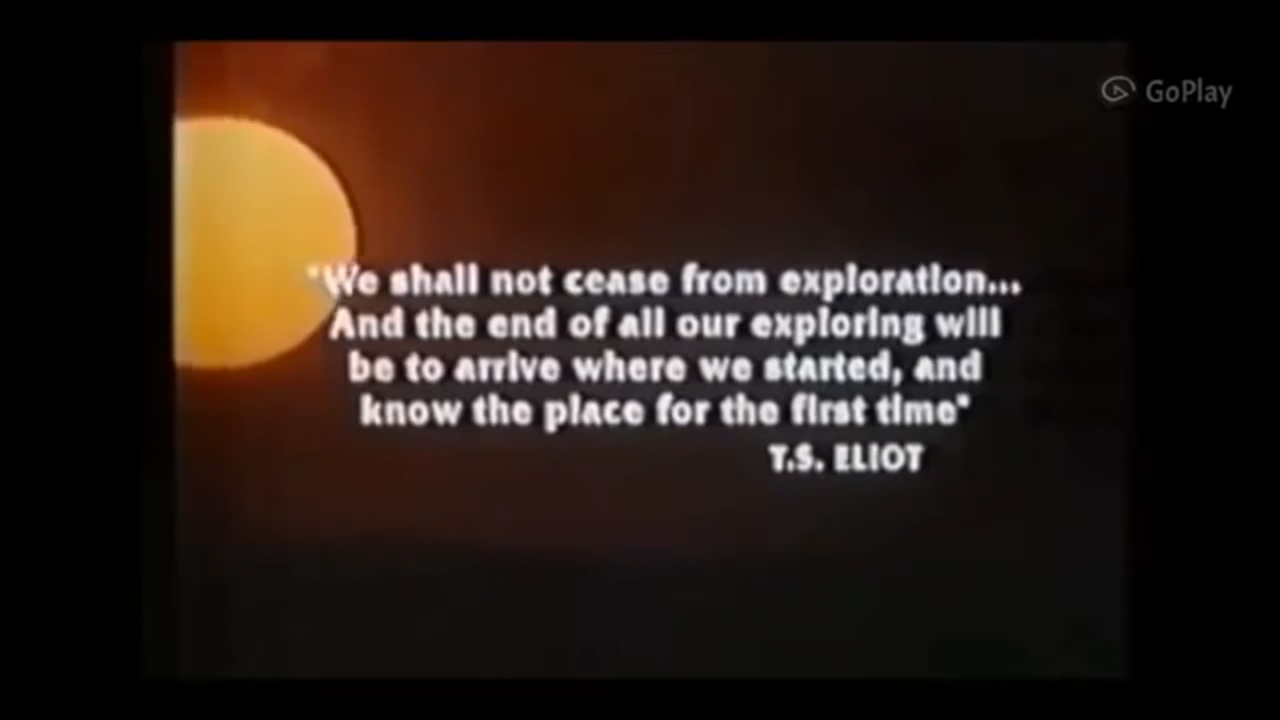 GoPlay
"We shall not cease from exploration...
And the end of all our exploring will
be to arrive where we started, and
know the place for the first time"
T.S. ELIOT